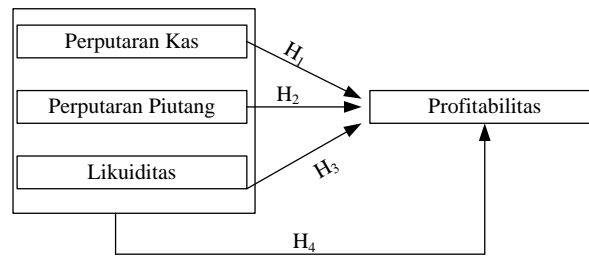 Perputaran Kas
H1
Perputaran Piutang
H2
Profitabilitas
Likuiditas
H3
H4